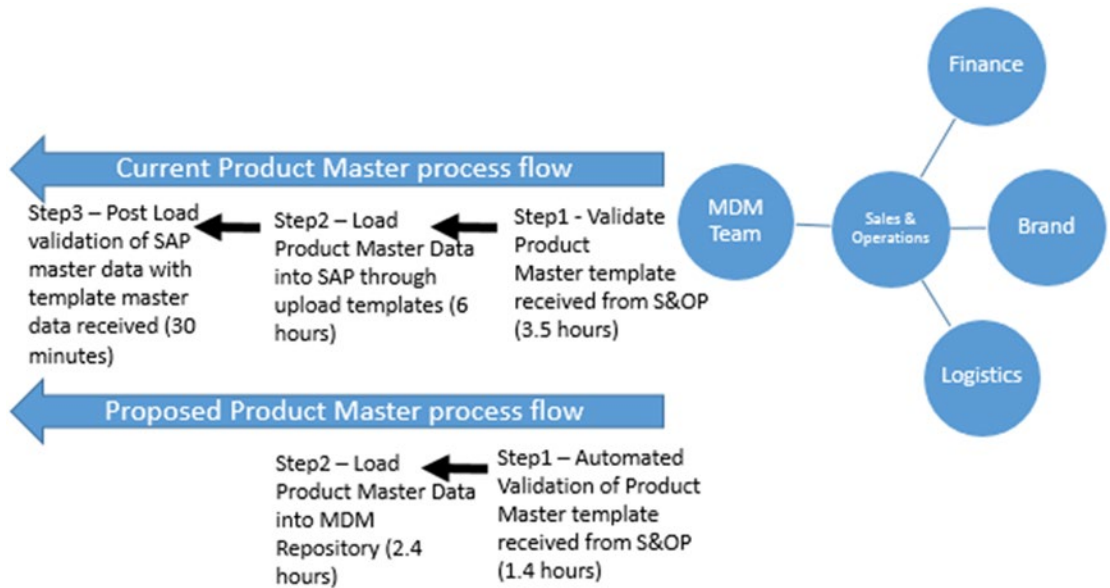 Finance
Current Product Master process flow
MDM
Team
Sales &
Operations
Brand
Logistics
Step3 – Post Load
validation of SAP
master data with
template master
data received (30
minutes)
Step2 – Load
Product Master Data
into SAP through
upload templates (6
hours)
Step1 - Validate
Product
Master template
received from S&OP
(3.5 hours)
Proposed Product Master process flow
Step2 – Load
Product Master Data
into MDM
Repository (2.4
hours)
Step1 – Automated
Validation of Product
Master template
received from S&OP
(1.4 hours)